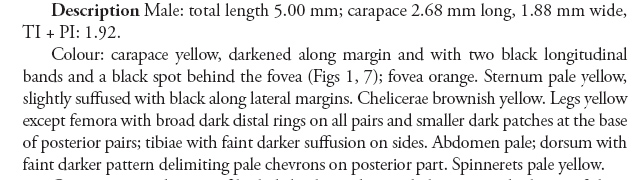 Description Male: total length 5.00 mm; carapace 2.68 mm long, 1.88 mm wide,
TI + PI: 1.92.
Colour: carapace yellow, darkened along margin and with two black longitudinal
bands and a black spot behind the fovea (Figs 1, 7); fovea orange. Sternum pale yellow,
slightly suffused with black along lateral margins. Chelicerae brownish yellow. Legs yellow
except femora with broad dark distal rings on all pairs and smaller dark patches at the base
of posterior pairs; tibiae with faint darker suffusion on sides. Abdomen pale; dorsum with
faint darker pattern delimiting pale chevrons on posterior part. Spinnerets pale yellow.